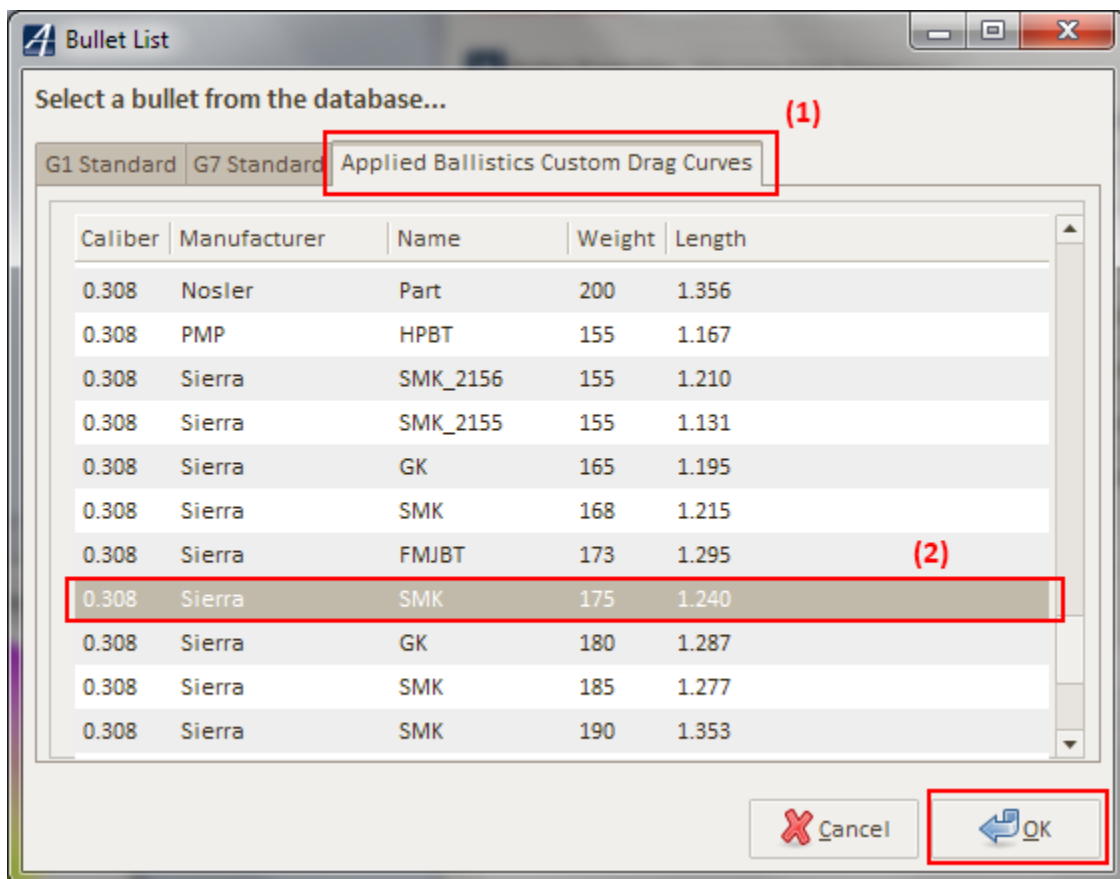 Bullet List
Select a bullet from the database...
(1)
G1 Standard G7 Standard Applied Ballistics Custom Drag Curves
Caliber Manufacturer Name Weight Length
0.308 Nosler Part 200 1.356
0.308 PMP HPBT 155 1.167
0.308 Sierra SMK_2156 155 1.210
0.308 Sierra SMK_2155 155 1.131
0.308 Sierra GK 165 1.195
0.308 Sierra SMK 168 1.215
0.308 Sierra FMJBT 173 1.295
(2)
0.308 Sierra SMK 175 1.240
0.308 Sierra GK 180 1.287
0.308 Sierra SMK 185 1.277
0.308 Sierra SMK 190 1.353
Cancel OK